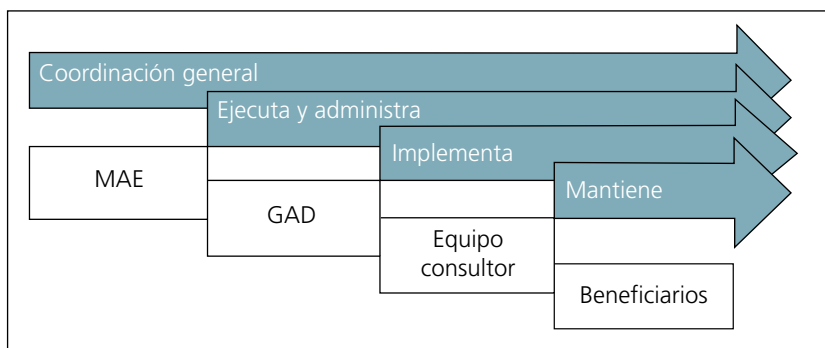 Coordinación general
Ejecuta y administra
Implementa
Mantiene
MAE
GAD
Equipo
consultor
Beneficiarios